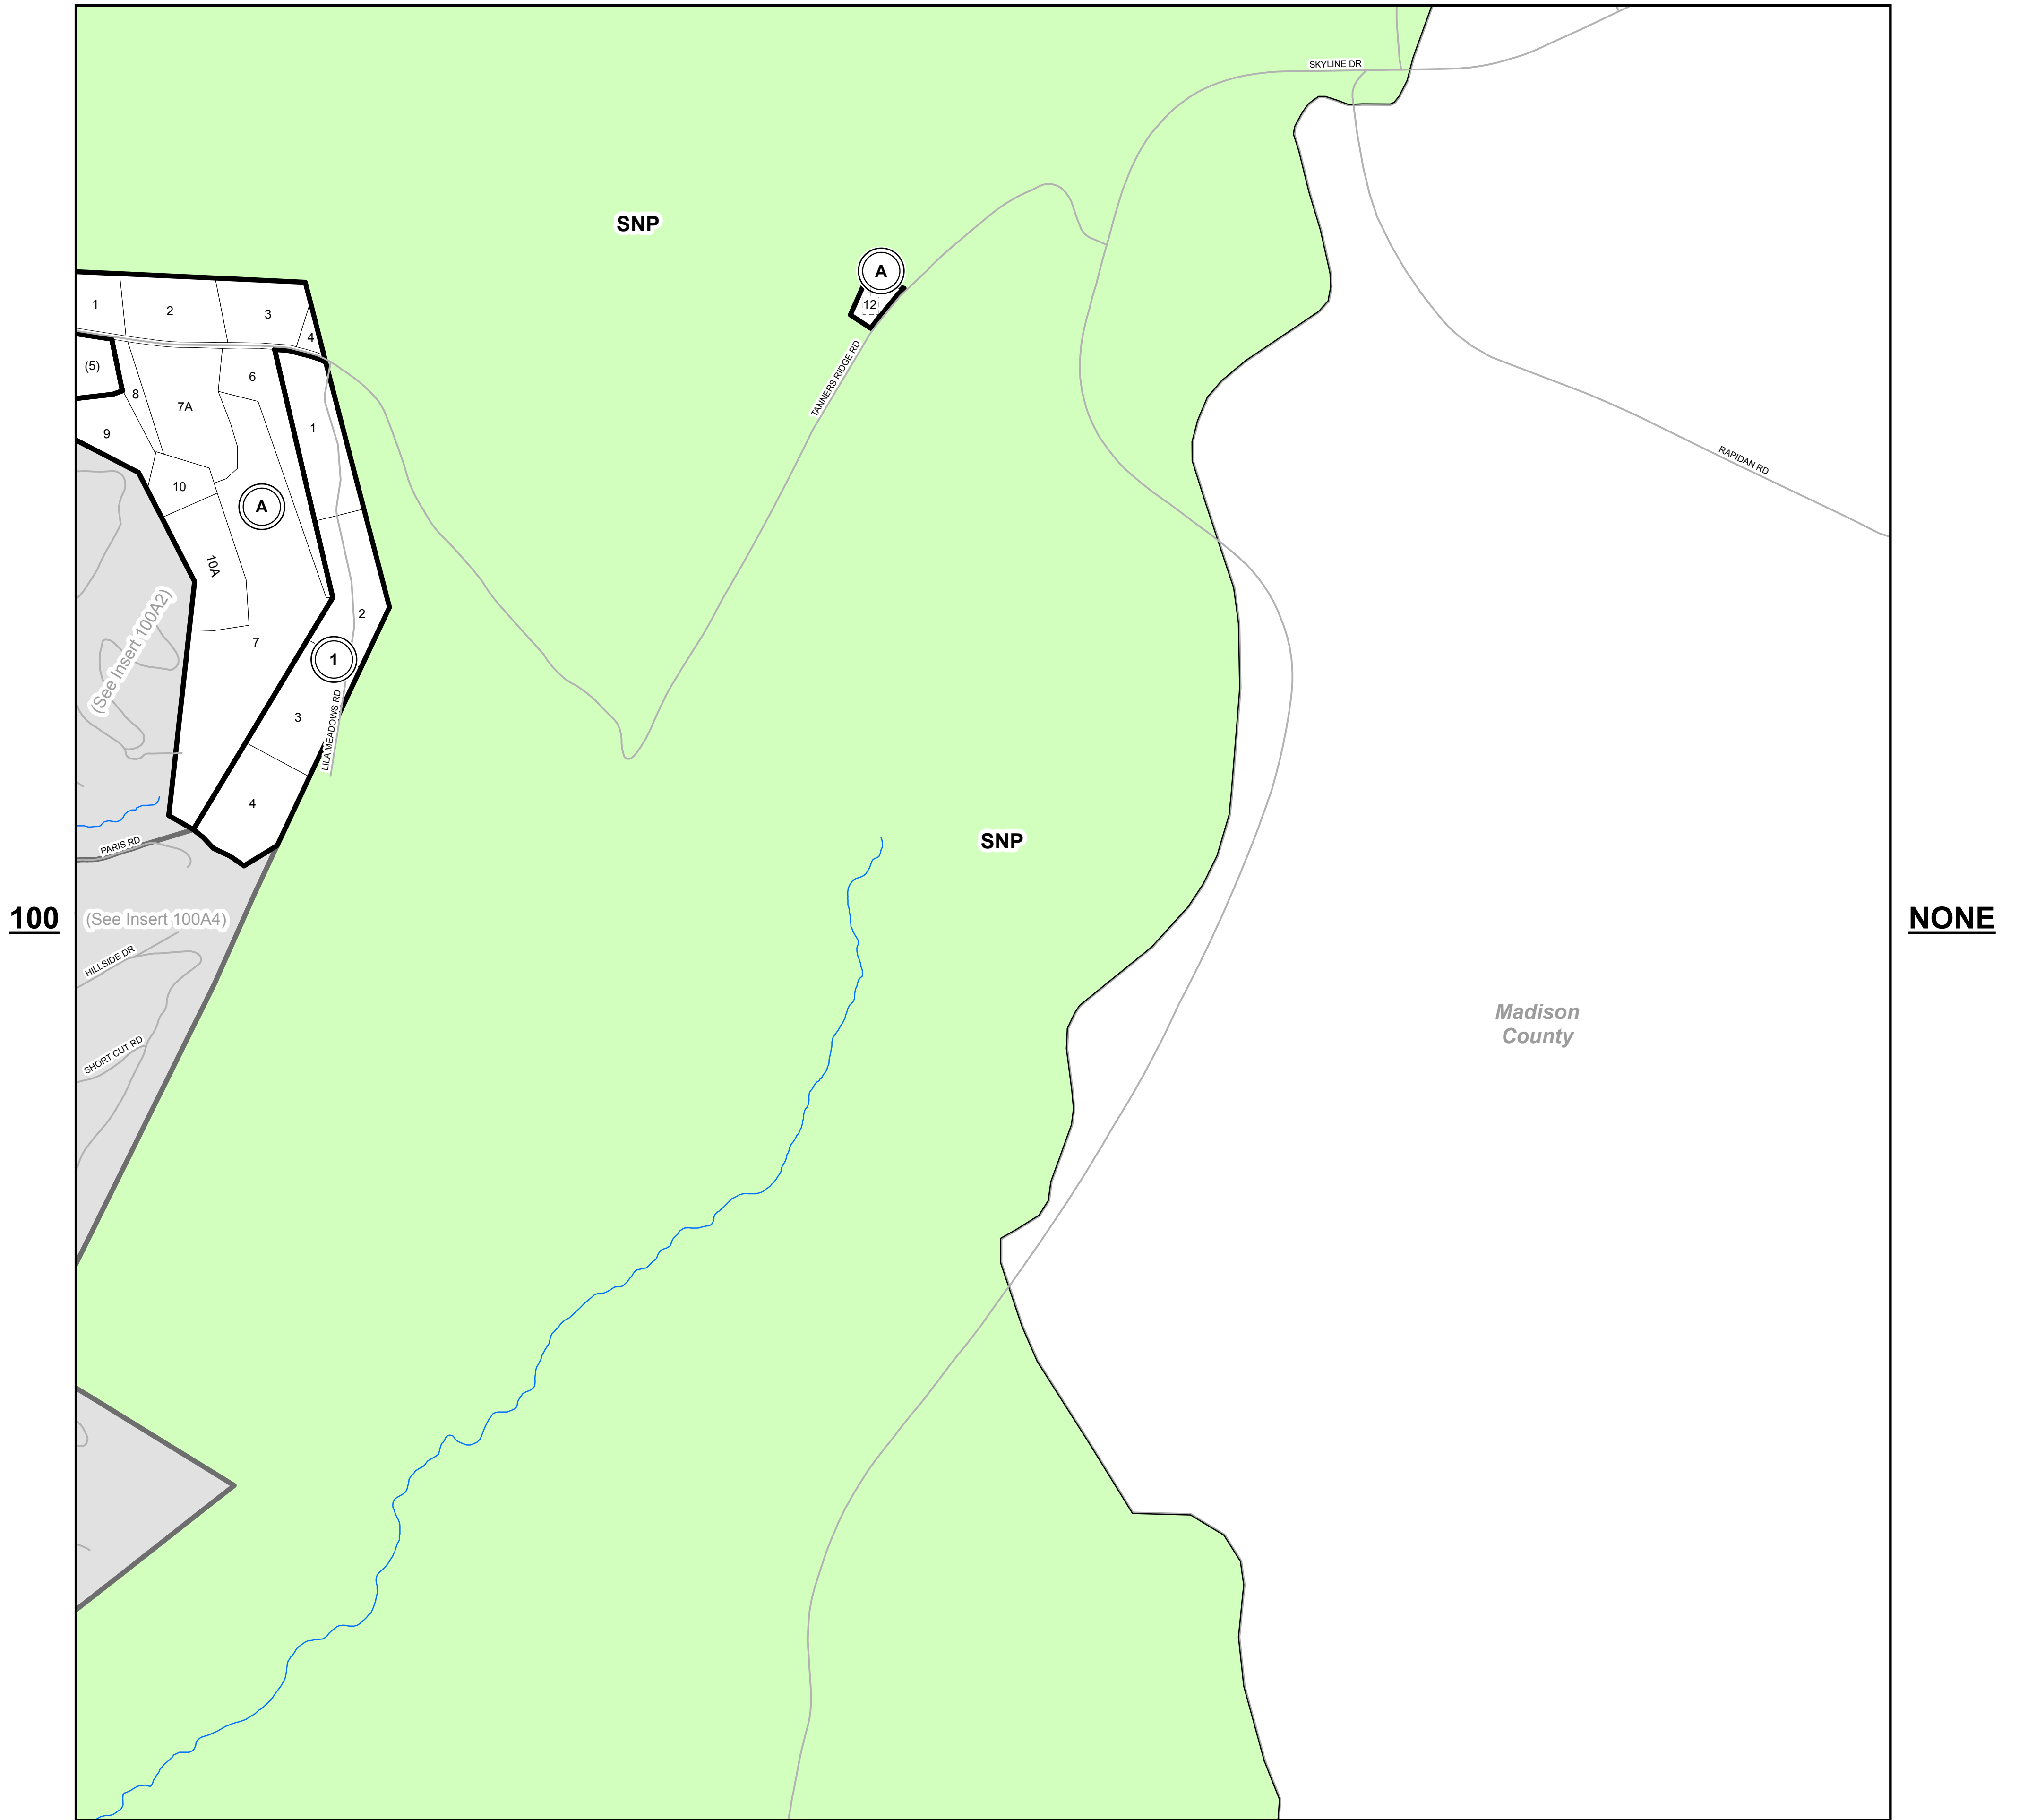 SKYLINE DR
SNP
A
12
1
2
3
4
(5)
6
8
7A
TANNERS RIDGE RD
9
1
RAPIDAN RD
10
A
10A
(See Insert 100A2)
2
7
1
3
LILA MEADOWS RD
4
PARIS RD
SNP
100
(See Insert 100A4)
NONE
HILLSIDE DR
Madison
County
SHORT CUT RD